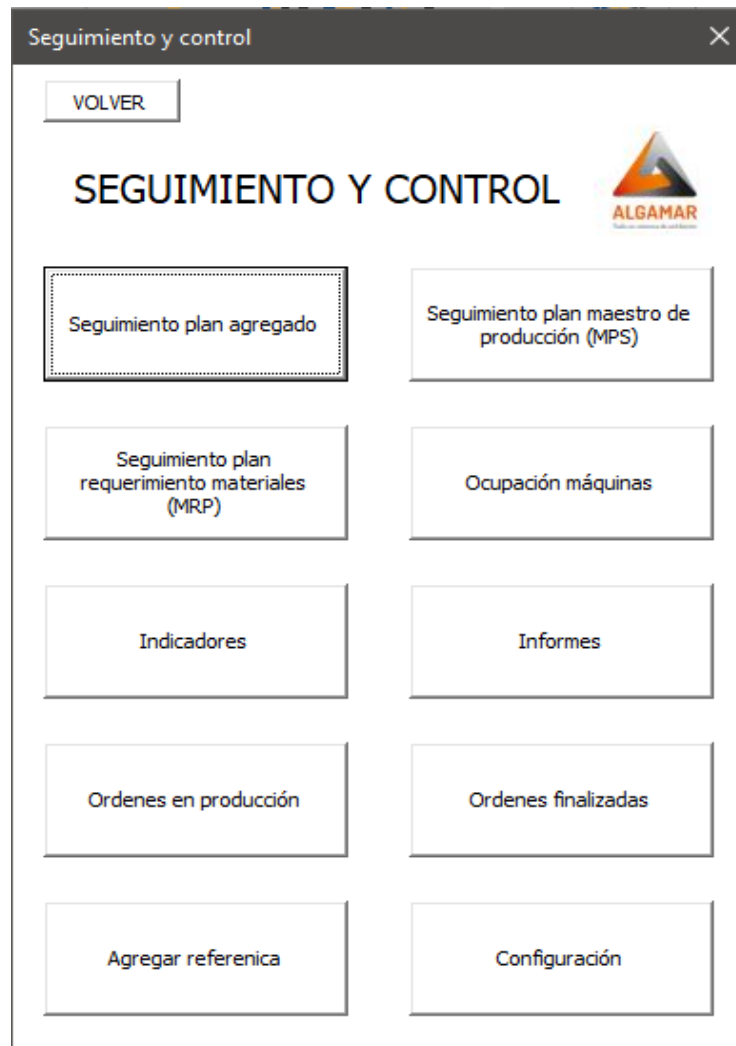 Seguimiento y control
VOLVER
SEGUIMIENTO Y CONTROL
ALGAMAR
Seguimiento plan agregado
Seguimiento plan maestro de
producción (MPS)
Seguimiento plan
requerimiento materiales
(MRP)
Ocupación máquinas
Indicadores
Informes
Ordenes en producción
Ordenes finalizadas
Agregar referenica
Configuración